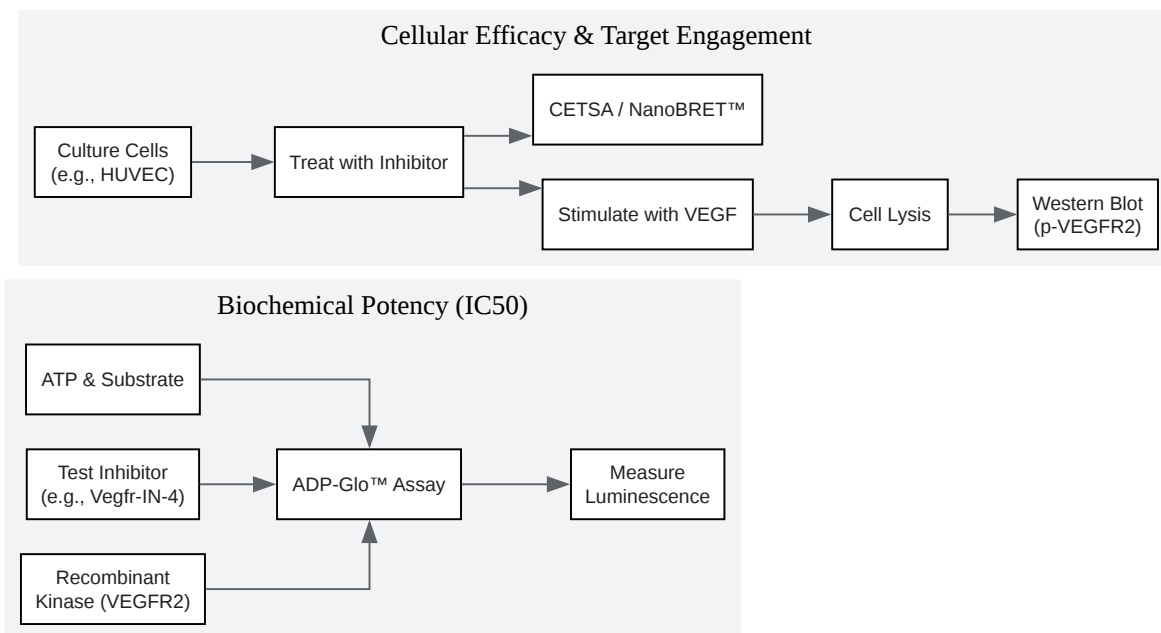 Cellular Efficacy & Target Engagement
CETSA / NanoBRET™
Culture Cells
(e.g., HUVEC)
Treat with Inhibitor
Stimulate with VEGF
Cell Lysis
Western Blot
(p-VEGFR2)
Biochemical Potency (IC50)
ATP & Substrate
Test Inhibitor
(e.g., Vegfr-IN-4)
ADP-Glo™ Assay
Measure
Luminescence
Recombinant
Kinase (VEGFR2)